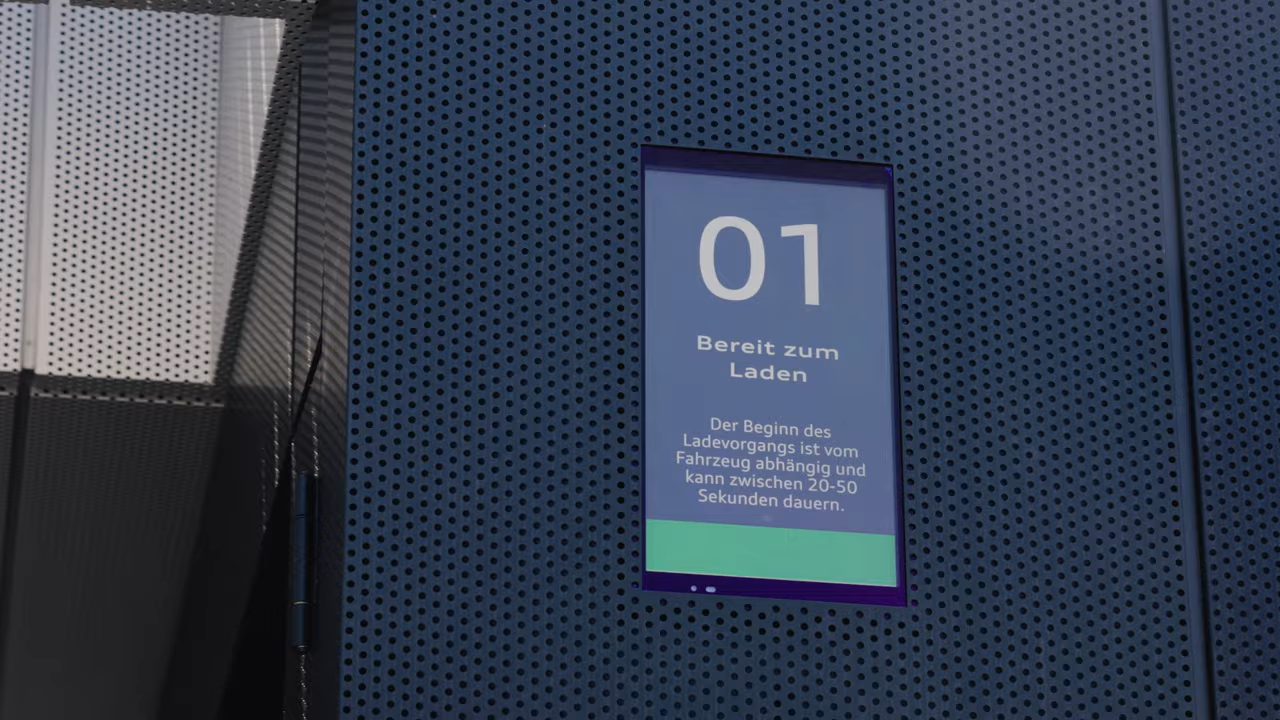 01
Bereit zum
Laden
Der Beginn des
Ladevorgangs ist vom
Fahrzeug abhängig und
kann zwischen 20-50
Sekunden dauern.